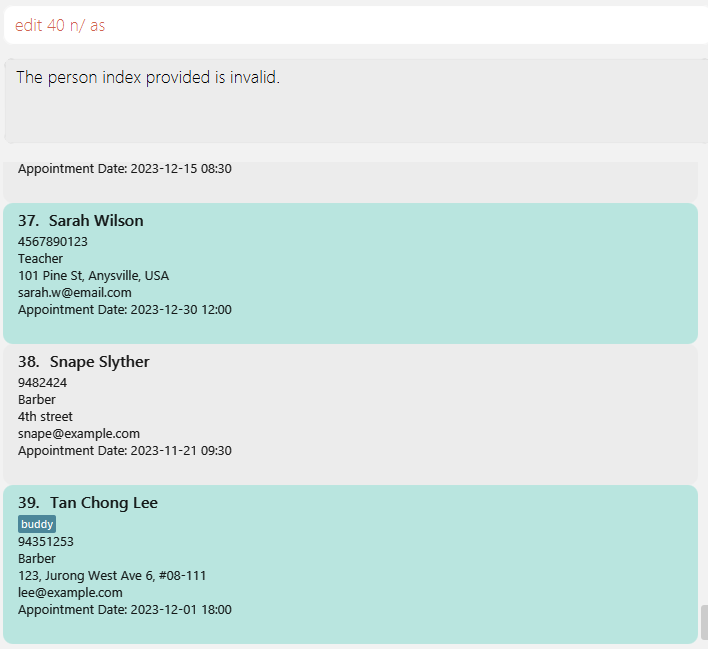 edit 40 n/ as
The person index provided is invalid.
Appointment Date: 2023-12-15 08:30
37. Sarah Wilson
4567890123
Teacher
101 Pine St, Anysville, USA
sarah.w@email.com
Appointment Date: 2023-12-30 12:00
38. Snape Slyther
9482424
Barber
4th street
snape@example.com
Appointment Date: 2023-11-21 09:30
39. Tan Chong Lee
buddy
94351253
Barber
123, Jurong West Ave 6, #08-111
lee@example.com
Appointment Date: 2023-12-01 18:00